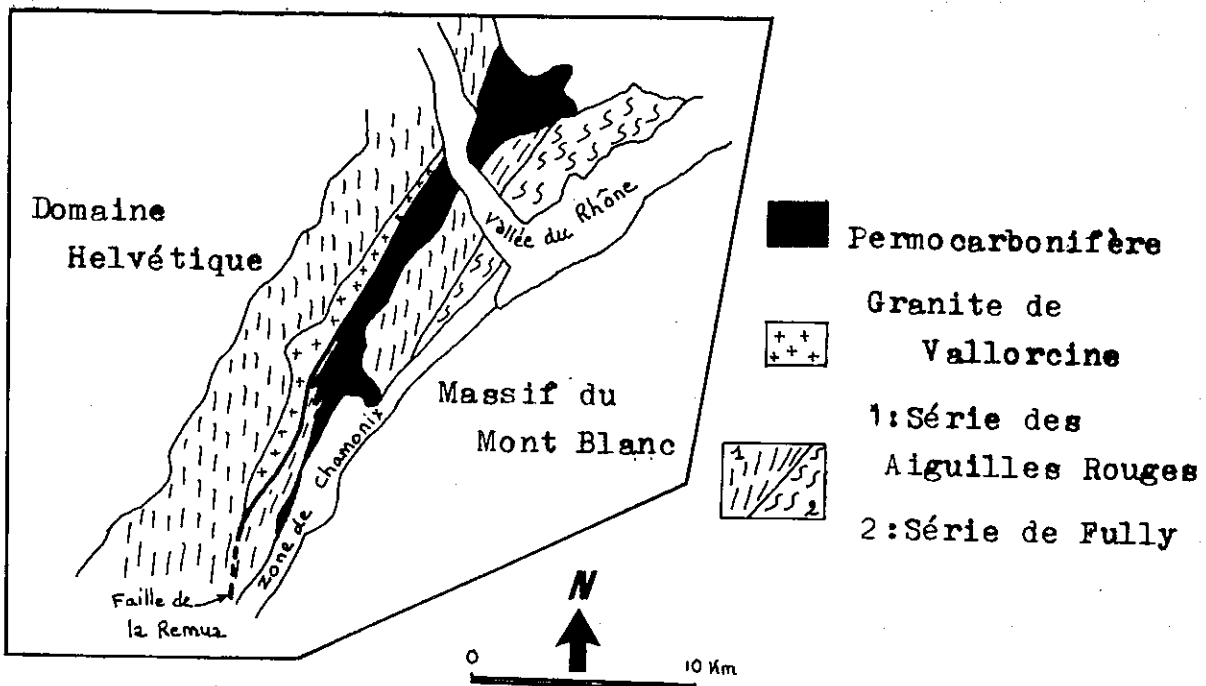 Domaine
Helvétique
Vallée du Rhône
Massif du
Mont Blanc
zone de chamonix
Faille de
la Remua
Permocarbonifère
Granite de
Vallorcine
1
2
1:Série des
Aiguilles Rouges
2:Série de Fully
N
0
10 Km